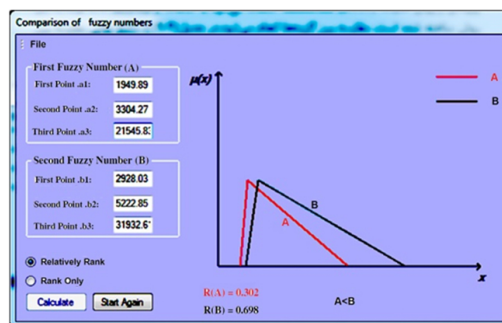 Comparison of fuzzy numbers
File
First Fuzzy Number (A)
First Point .a1: 1949.89
Second Point .a2: 3304.27
Third Point .a3: 21545.8
Second Fuzzy Number (B)
First Point .b1: 2928.03
Second Point .b2: 5222.85
Third Point .b3: 31932.6
Relatively Rank
Rank Only
Calculate Start Again
μ(x)
A
B
B
A
x
R(A) = 0.302
R(B) = 0.698
A<B